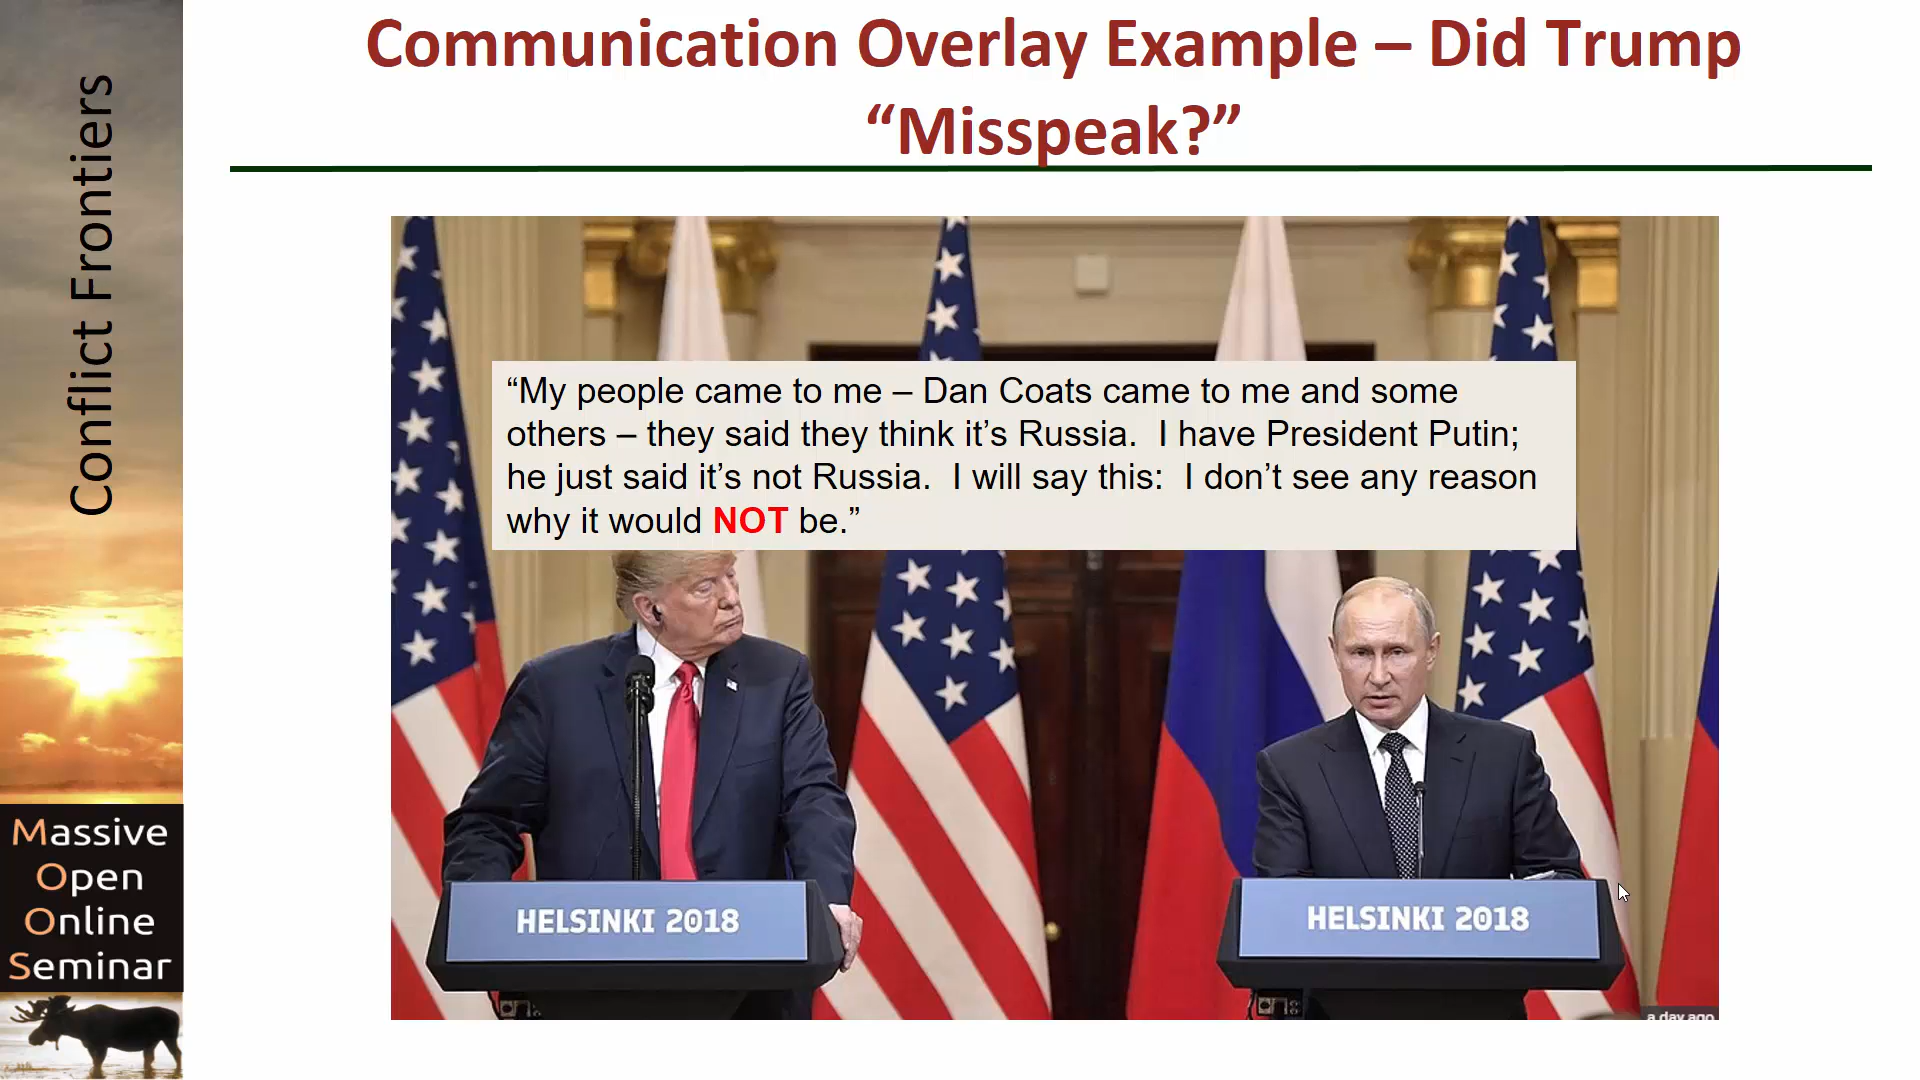 Communication Overlay Example – Did Trump
“Misspeak?”
Conflict Frontiers
“My people came to me – Dan Coats came to me and some
others – they said they think it’s Russia.  I have President Putin;
he just said it’s not Russia.  I will say this:  I don’t see any reason
why it would NOT be.”
HELSINKI 2018
HELSINKI 2018
a day ago
Massive
Open
Online
Seminar